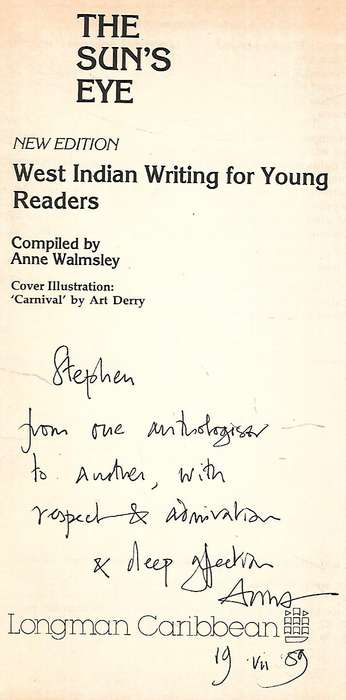 THE
SUN'S
EYE
NEW EDITION
West Indian Writing for Young
Readers
Compiled by
Anne Walmsley
Cover Illustration:
'Carnival' by Art Derry
Stephen
from one anthologiser
to another, with
respect & admiration
& deep affection
Anne
Longman Caribbean
19 vii 89